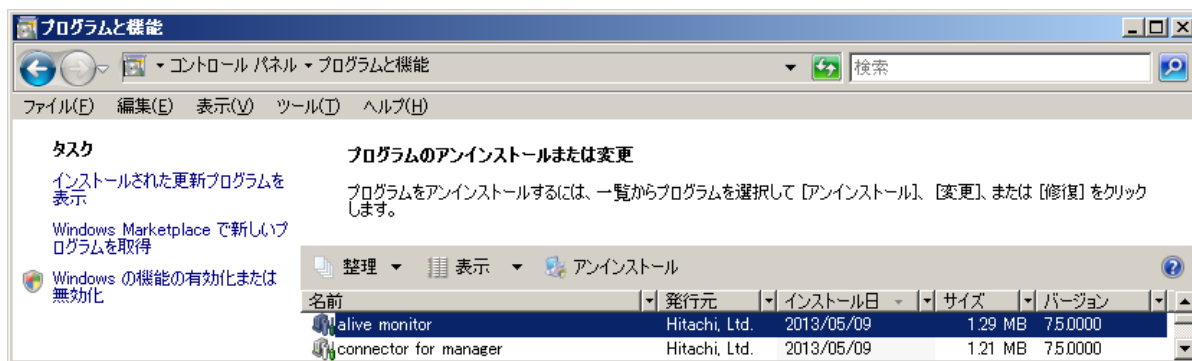 プログラムと機能
コントロール パネル ▾ プログラムと機能
検索
ファイル(F) 編集(E) 表示(V) ツール(T) ヘルプ(H)
タスク
インストールされた更新プログラムを
表示
Windows Marketplace で新しいプ
ログラムを取得
Windows の機能の有効化または
無効化
プログラムのアンインストールまたは変更
プログラムをアンインストールするには、一覧からプログラムを選択して [アンインストール]、[変更]、または [修復] をクリック
します。
整理 表示 アンインストール
名前 発行元 インストール日 サイズ バージョン
alive monitor Hitachi, Ltd. 2013/05/09 1.29 MB 7.5.0000
connector for manager Hitachi, Ltd. 2013/05/09 1.21 MB 7.5.0000